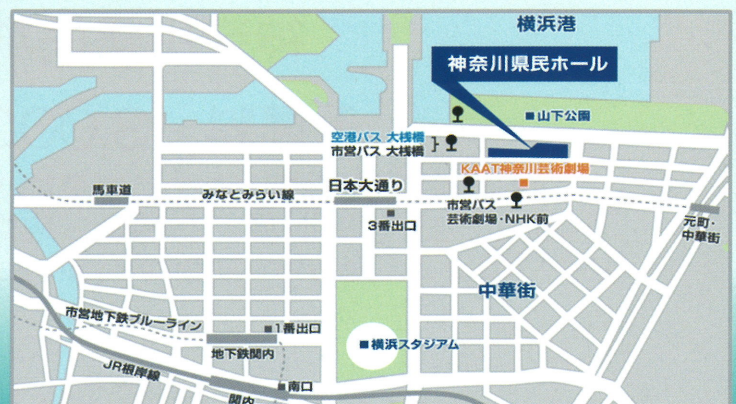 横浜港
神奈川県民ホール
山下公園
空港バス 大桟橋
市営バス 大桟橋
KAAT神奈川芸術劇場
日本大通り
馬車道
みなとみらい線
市営バス
芸術劇場・NHK前
3番出口
元町・
中華街
中華街
市営地下鉄ブルーライン
1番出口
地下鉄関内
横浜スタジアム
JR根岸線
南口
関内